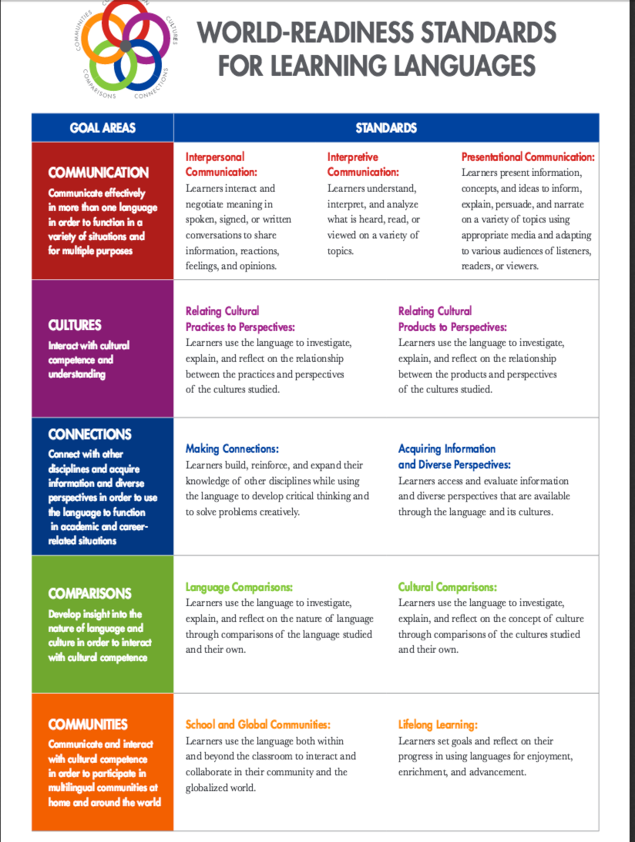 COMMUNITIES
CULTURES
CONNECTIONS
COMPARISONS
WORLD-READINESS STANDARDS
FOR LEARNING LANGUAGES
GOAL AREAS
STANDARDS
COMMUNICATION
Communicate effectively
in more than one language
in order to function in a
variety of situations and
for multiple purposes
Interpersonal
Communication:
Learners interact and
negotiate meaning in
spoken, signed, or written
conversations to share
information, reactions,
feelings, and opinions.
Interpretive
Communication:
Learners understand,
interpret, and analyze
what is heard, read, or
viewed on a variety of
topics.
Presentational Communication:
Learners present information,
concepts, and ideas to inform,
explain, persuade, and narrate
on a variety of topics using
appropriate media and adapting
to various audiences of listeners,
readers, or viewers.
CULTURES
Interact with cultural
competence and
understanding
Relating Cultural
Practices to Perspectives:
Learners use the language to investigate,
explain, and reflect on the relationship
between the practices and perspectives
of the cultures studied.
Relating Cultural
Products to Perspectives:
Learners use the language to investigate,
explain, and reflect on the relationship
between the products and perspectives
of the cultures studied.
CONNECTIONS
Connect with other
disciplines and acquire
information and diverse
perspectives in order to use
the language to function
in academic and career-
related situations
Making Connections:
Learners build, reinforce, and expand their
knowledge of other disciplines while using
the language to develop critical thinking and
to solve problems creatively.
Acquiring Information
and Diverse Perspectives:
Learners access and evaluate information
and diverse perspectives that are available
through the language and its cultures.
COMPARISONS
Develop insight into the
nature of language and
culture in order to interact
with cultural competence
Language Comparisons:
Learners use the language to investigate,
explain, and reflect on the nature of language
through comparisons of the language studied
and their own.
Cultural Comparisons:
Learners use the language to investigate,
explain, and reflect on the concept of culture
through comparisons of the cultures studied
and their own.
COMMUNITIES
Communicate and interact
with cultural competence
in order to participate in
multilingual communities at
home and around the world
School and Global Communities:
Learners use the language both within
and beyond the classroom to interact and
collaborate in their community and the
globalized world.
Lifelong Learning:
Learners set goals and reflect on their
progress in using languages for enjoyment,
enrichment, and advancement.